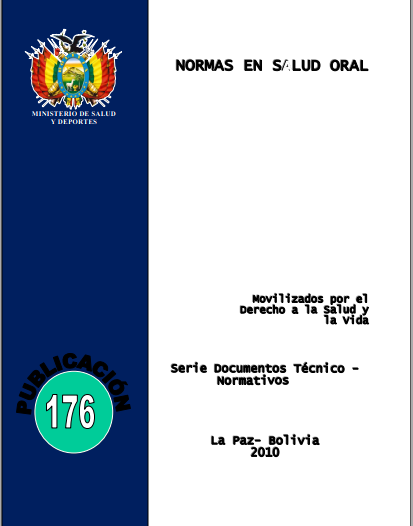 NORMAS EN SALUD ORAL
MINISTERIO DE SALUD
Y DEPORTES
Movilizados por el
Derecho a la Salud y
la Vida
Serie Documentos Técnico -
Normativos
PUBLICACIÓN
176
La Paz- Bolivia
2010